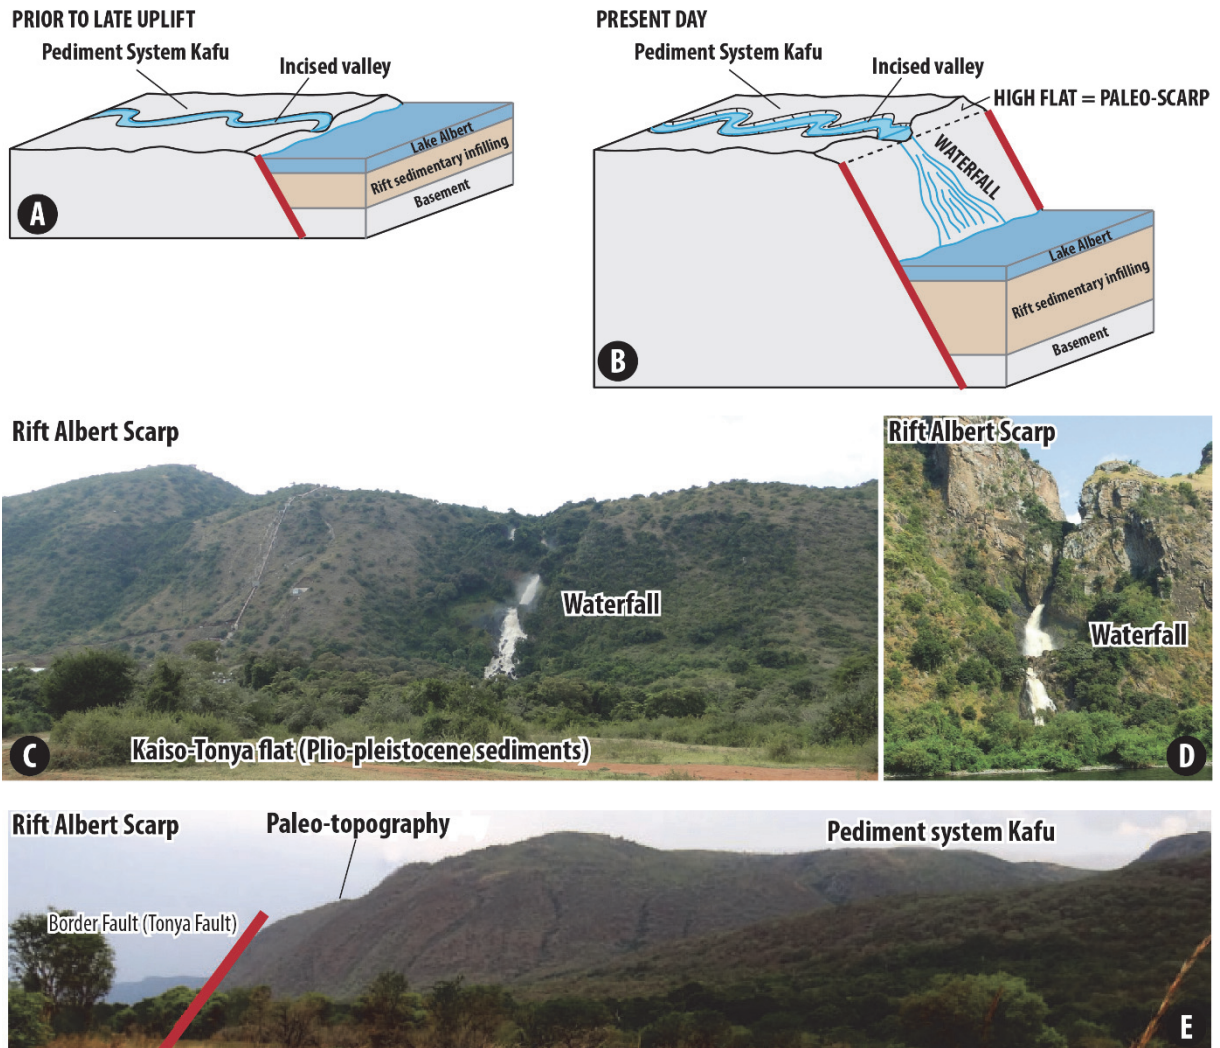 PRIOR TO LATE UPLIFT
Pediment System Kafu
Incised valley
Lake Albert
Rift sedimentary infilling
Basement
A
PRESENT DAY
Pediment System Kafu
Incised valley
HIGH FLAT = PALEO-SCARP
WATERFALL
Lake Albert
Rift sedimentary infilling
Basement
B
Rift Albert Scarp
Waterfall
Kaiso-Tonya flat (Plio-pleistocene sediments)
C
Rift Albert Scarp
Waterfall
D
Rift Albert Scarp
Paleo-topography
Pediment system Kafu
Border Fault (Tonya Fault)
E